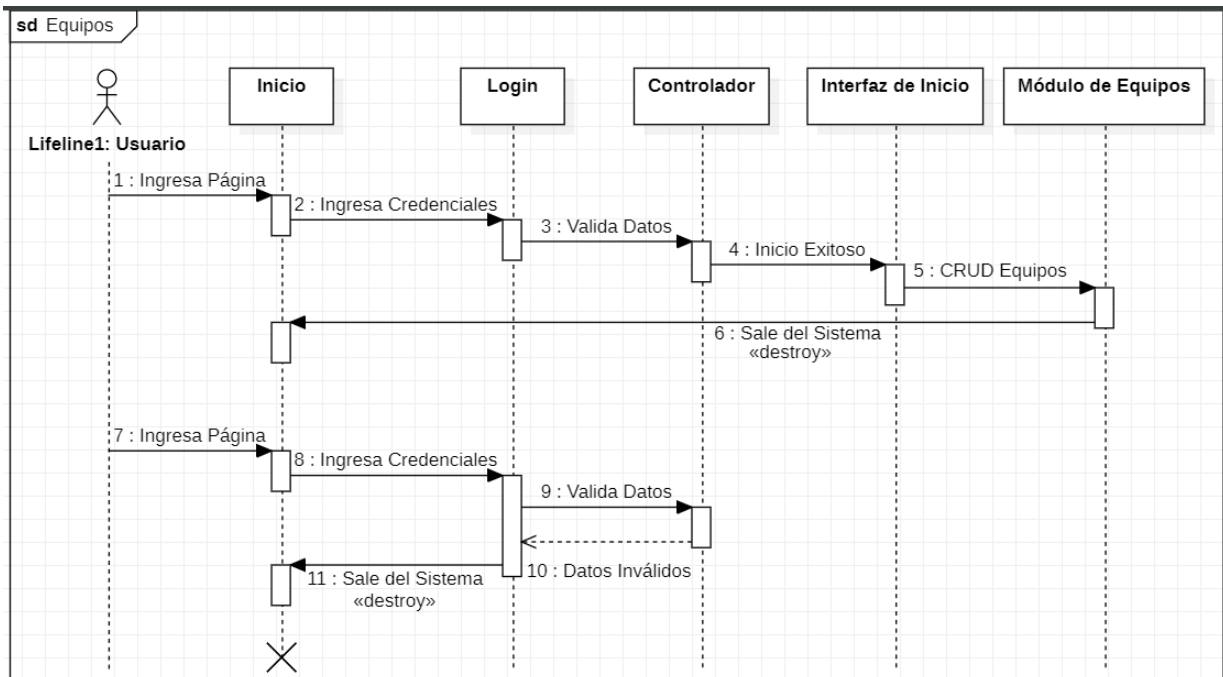 sd Equipos
Inicio
Login
Controlador
Interfaz de Inicio
Módulo de Equipos
Lifeline1: Usuario
1 : Ingresa Página
2 : Ingresa Credenciales
3 : Valida Datos
4 : Inicio Exitoso
5 : CRUD Equipos
6 : Sale del Sistema
«destroy»
7 : Ingresa Página
8 : Ingresa Credenciales
9 : Valida Datos
10 : Datos Inválidos
11 : Sale del Sistema
«destroy»